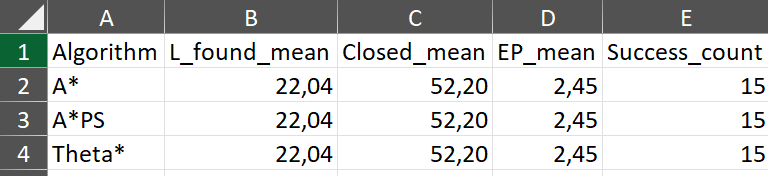 A B C D E
1 Algorithm L_found_mean Closed_mean EP_mean Success_count
2 A* 22,04 52,20 2,45 15
3 A*PS 22,04 52,20 2,45 15
4 Theta* 22,04 52,20 2,45 15